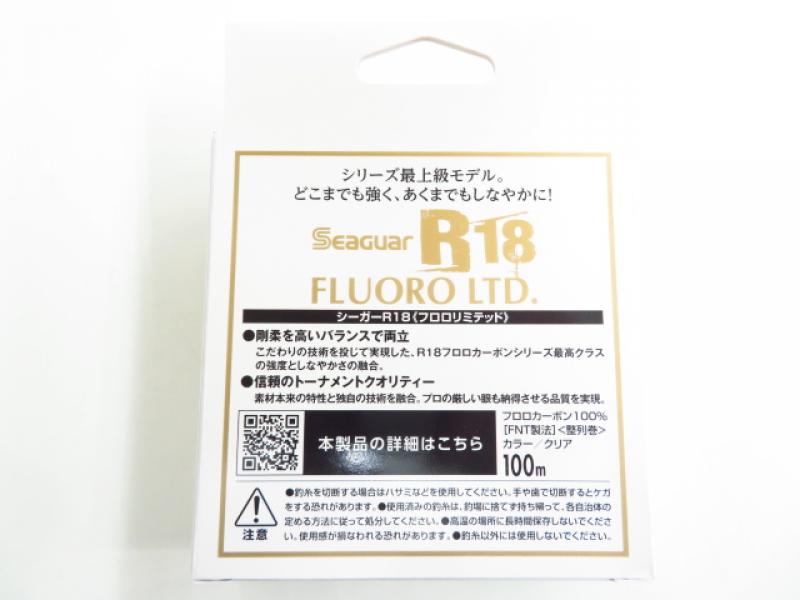 シリーズ最上級モデル。
どこまでも強く、あくまでもしなやかに!
Seaguar R18
FLUORO LTD.
シーガーR18《フロロリミテッド》
●剛柔を高いバランスで両立
こだわりの技術を投じて実現した、R18フロロカーボンシリーズ最高クラス
の強度としなやかさの融合。
●信頼のトーナメントクオリティー
素材本来の特性と独自の技術を融合。プロの厳しい眼も納得させる品質を実現。
本製品の詳細はこちら
フロロカーボン100%
[FNT製法]<整列巻>
カラー/クリア
100m
●釣糸を切断する場合はハサミなどを使用してください。手や歯で切断するとケガ
をする恐れがあります。●使用済みの釣糸は、釣場に捨てず持ち帰って、各自治体の
定める方法に従って処分してください。●高温の場所に長時間保存しないでくださ
い。使用感が損なわれる恐れがあります。●釣糸以外には使用しないでください。
注意